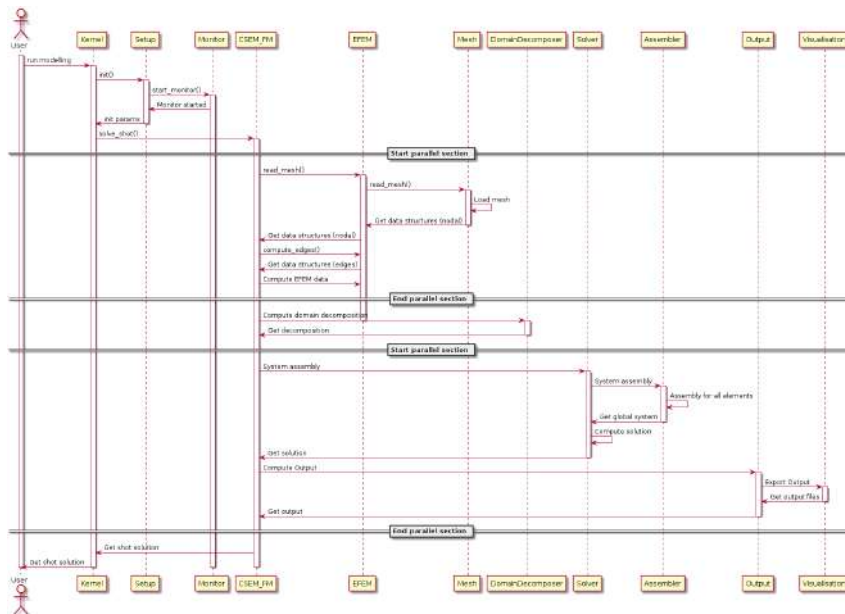 User
Kernel
Setup
Monitor
CSEM_FM
EFEM
Mesh
DomainDecomposer
Solver
Assembler
Output
Visualisation
run modelling
init()
start_monitor()
Monitor started
init params
solve_shot()
Start parallel section
read_mesh()
read_mesh()
Load mesh
Get data structures (nodal)
Get data structures (nodal)
compute_edges()
Get data structures (edges)
Compute EFEM data
End parallel section
Compute domain decomposition
Get decomposition
Start parallel section
System assembly
System assembly
Assembly for all elements
Get global system
Compute solution
Get solution
Compute Output
Export Output
Get output files
Get output
End parallel section
Get shot solution
Get shot solution
User
Kernel
Setup
Monitor
CSEM_FM
EFEM
Mesh
DomainDecomposer
Solver
Assembler
Output
Visualisation